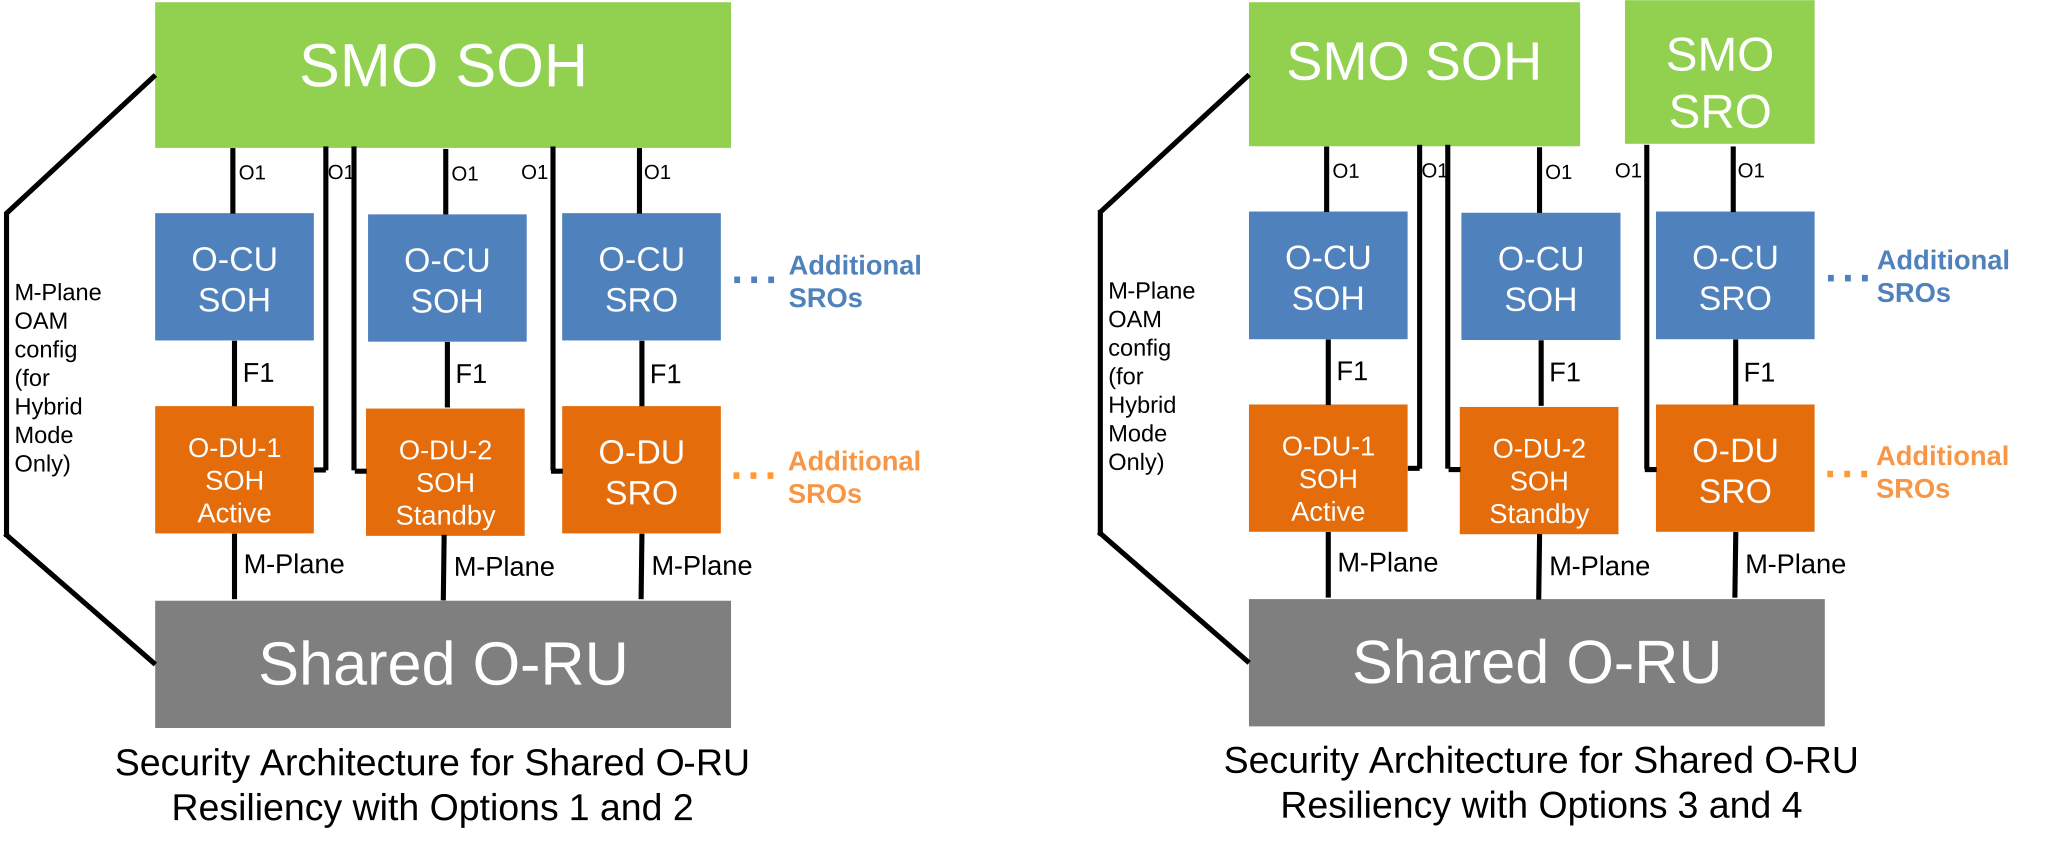 SMO SOH
O1
O1
O1
O1
O1
O-CU
SOH
O-CU
SOH
O-CU
SRO
Additional
SROs
M-Plane
OAM
config
(for
Hybrid
Mode
Only)
F1
F1
F1
O-DU-1
SOH
Active
O-DU-2
SOH
Standby
O-DU
SRO
Additional
SROs
M-Plane
M-Plane
M-Plane
Shared O-RU
Security Architecture for Shared O-RU
Resiliency with Options 1 and 2
SMO SOH
SMO
SRO
O1
O1
O1
O1
O1
O-CU
SOH
O-CU
SOH
O-CU
SRO
Additional
SROs
M-Plane
OAM
config
(for
Hybrid
Mode
Only)
F1
F1
F1
O-DU-1
SOH
Active
O-DU-2
SOH
Standby
O-DU
SRO
Additional
SROs
M-Plane
M-Plane
M-Plane
Shared O-RU
Security Architecture for Shared O-RU
Resiliency with Options 3 and 4